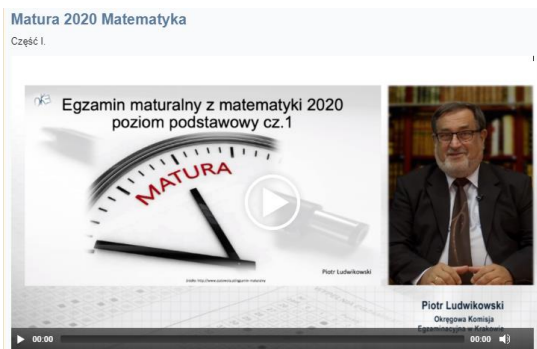 Matura 2020 Matematyka
Część I.
Egzamin maturalny z matematyki 2020
poziom podstawowy cz.1
MATURA
Piotr Ludwikowski
Piotr Ludwikowski
Okręgowa Komisja
Egzaminacyjna w Krakowie
00:00
00:00